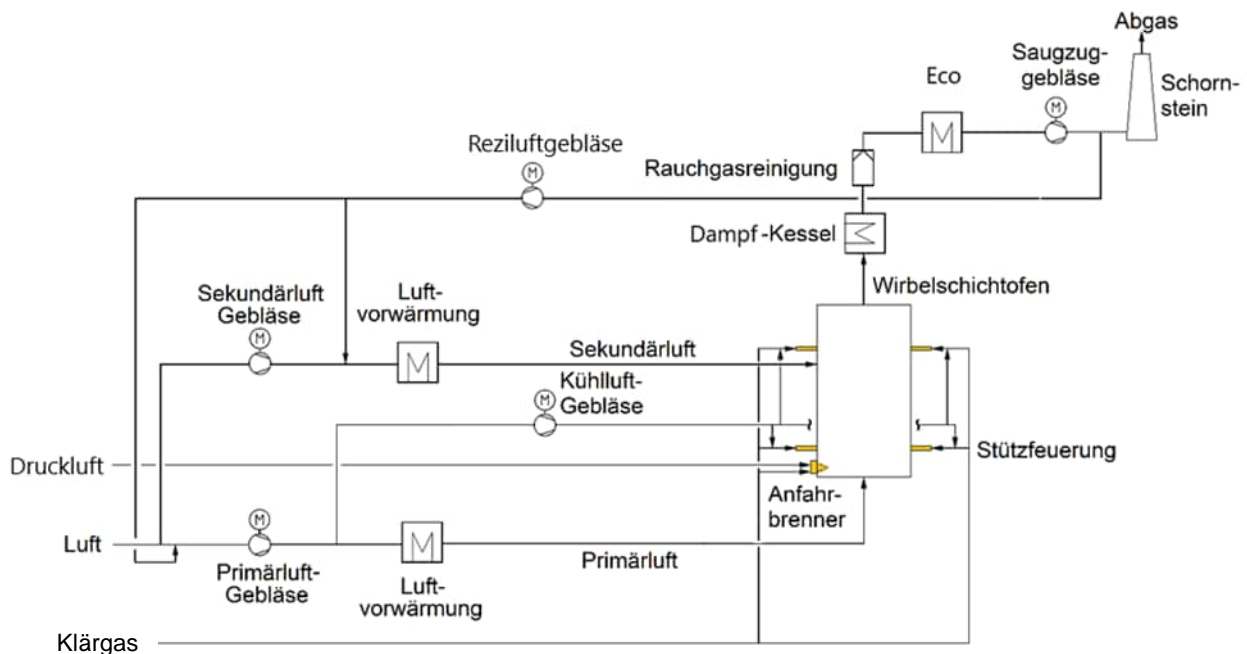 Abgas
Saugzug-
gebläse
Eco
Schorn-
stein
M
M
Reziluftgebläse
M
Rauchgasreinigung
Dampf-Kessel
Wirbelschichtofen
Sekundärluft
Gebläse
Luft-
vorwärmung
M
M
Sekundärluft
Kühlluft-
Gebläse
M
Druckluft
Stützfeuerung
Anfahr-
brenner
M
Luft
M
Primärluft
Primärluft-
Gebläse
Luft-
vorwärmung
Klärgas